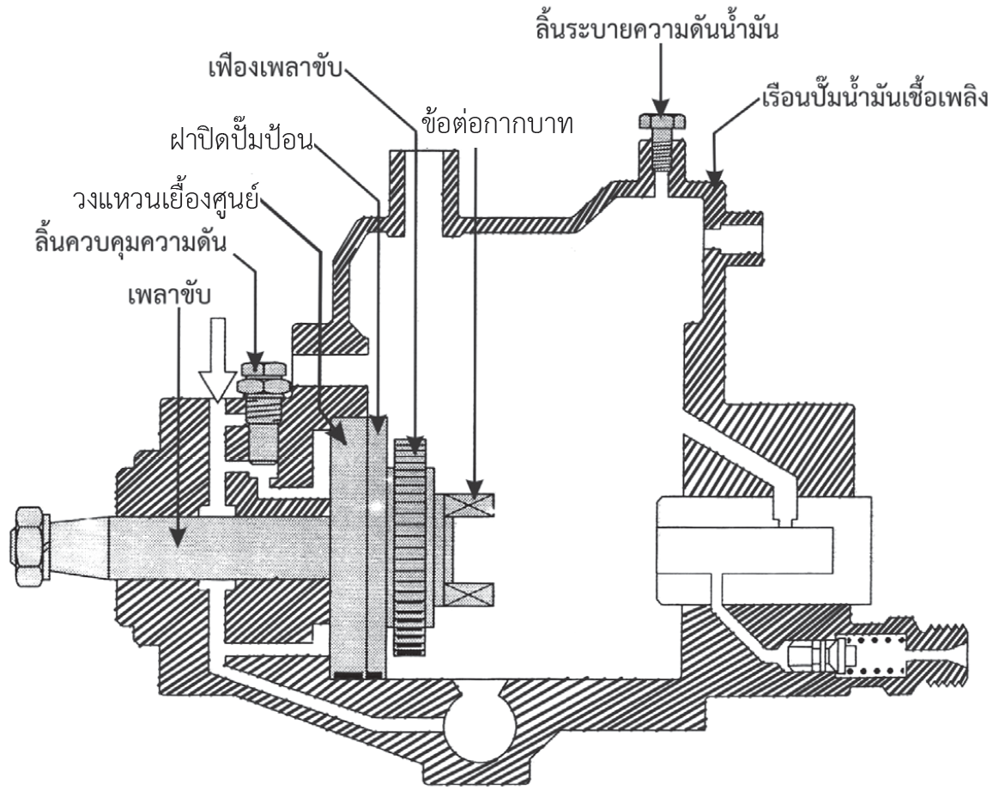 ลิ้นระบายความดันน้ำมัน
เฟืองเพลาขับ
เรือนปั๊มน้ำมันเชื้อเพลิง
ข้อต่อกากบาท
ฝาปิดปั๊มป้อน
วงแหวนเยื้องศูนย์
ลิ้นควบคุมความดัน
เพลาขับ